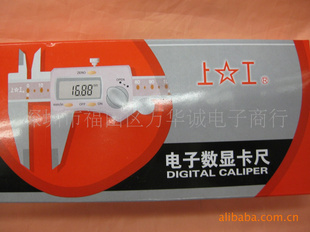 上☆工®
16.88
深圳市福田区万华诚电子商行
电子数显卡尺
DIGITAL CALIPER
alibaba.com.cn